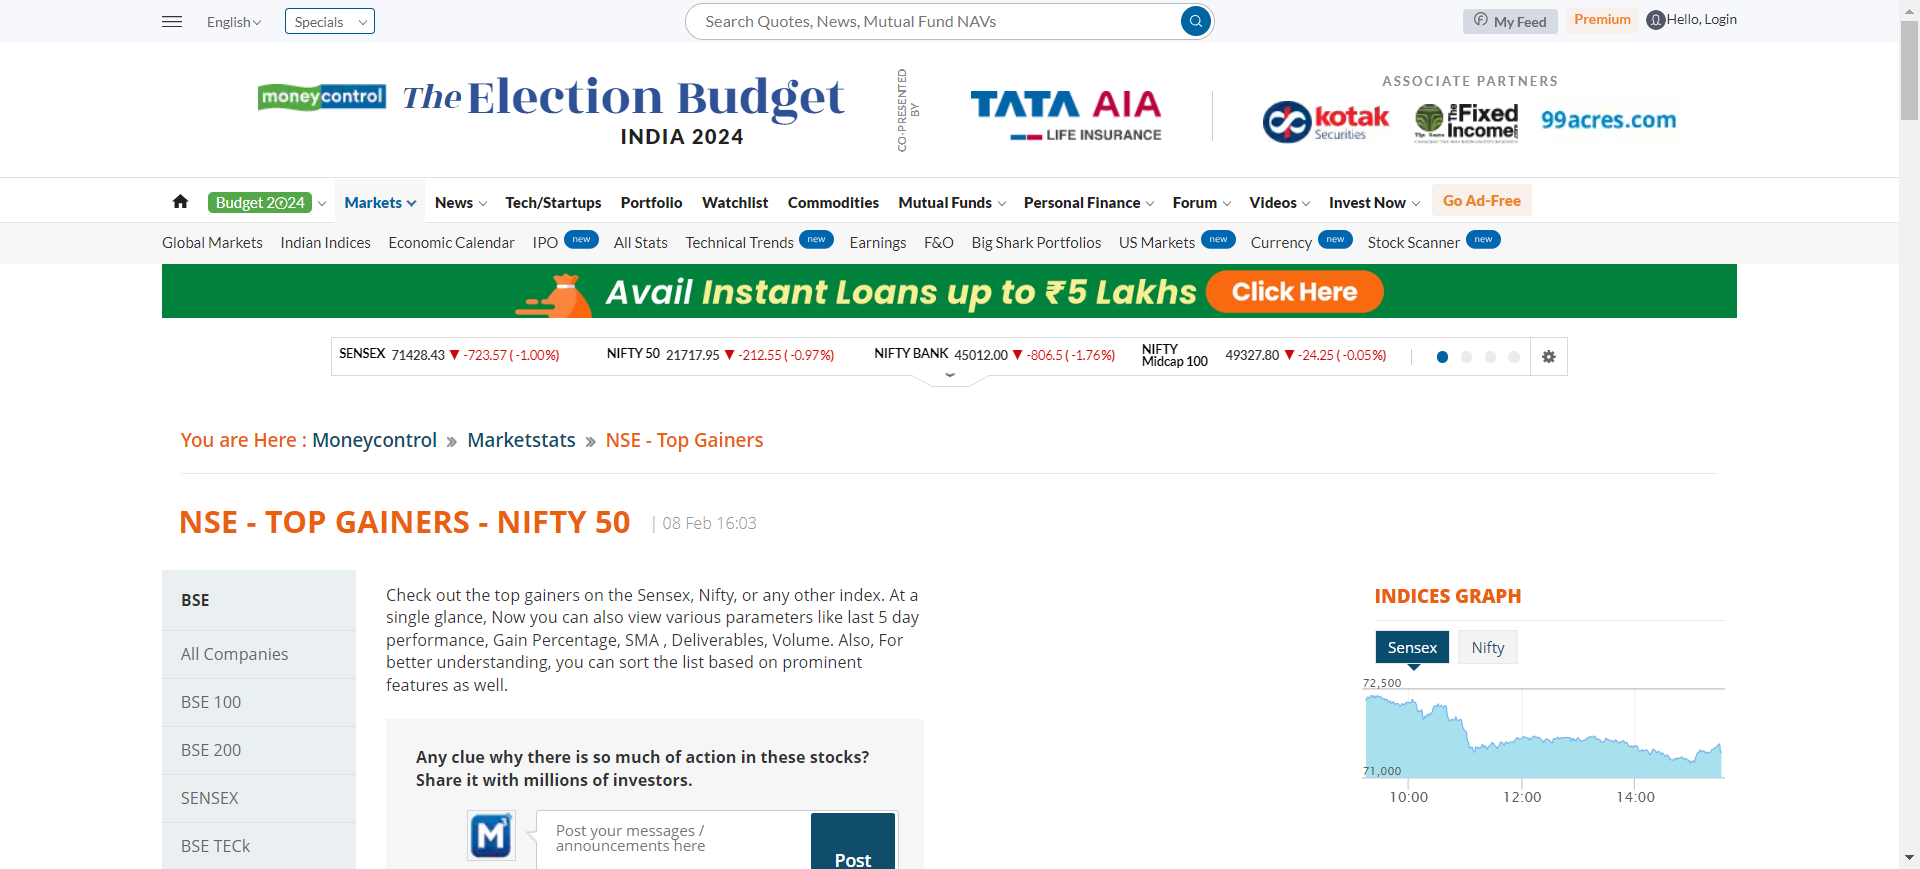 English
Specials
Search Quotes, News, Mutual Fund NAVs
My Feed
Premium
Hello, Login
moneycontrol
The Election Budget
INDIA 2024
CO-PRESENTED
BY
TATA AIA
LIFE INSURANCE
ASSOCIATE PARTNERS
kotak
Securities
The Fixed
Income
99acres.com
Budget 2024
Markets
News
Tech/Startups
Portfolio
Watchlist
Commodities
Mutual Funds
Personal Finance
Forum
Videos
Invest Now
Go Ad-Free
Global Markets
Indian Indices
Economic Calendar
IPO new
All Stats
Technical Trends new
Earnings
F&O
Big Shark Portfolios
US Markets new
Currency new
Stock Scanner new
Avail Instant Loans up to ₹5 Lakhs Click Here
SENSEX 71428.43 ▼ -723.57 ( -1.00%)
NIFTY 50 21717.95 ▼ -212.55 ( -0.97%)
NIFTY BANK 45012.00 ▼ -806.5 ( -1.76%)
NIFTY
Midcap 100 49327.80 ▼ -24.25 ( -0.05%)
You are Here : Moneycontrol » Marketstats » NSE - Top Gainers
NSE - TOP GAINERS - NIFTY 50 | 08 Feb 16:03
BSE
All Companies
BSE 100
BSE 200
SENSEX
BSE TECk
Check out the top gainers on the Sensex, Nifty, or any other index. At a
single glance, Now you can also view various parameters like last 5 day
performance, Gain Percentage, SMA , Deliverables, Volume. Also, For
better understanding, you can sort the list based on prominent
features as well.
Any clue why there is so much of action in these stocks?
Share it with millions of investors.
M3
Post your messages /
announcements here
Post
INDICES GRAPH
Sensex
Nifty
72,500
71,000
10:00
12:00
14:00